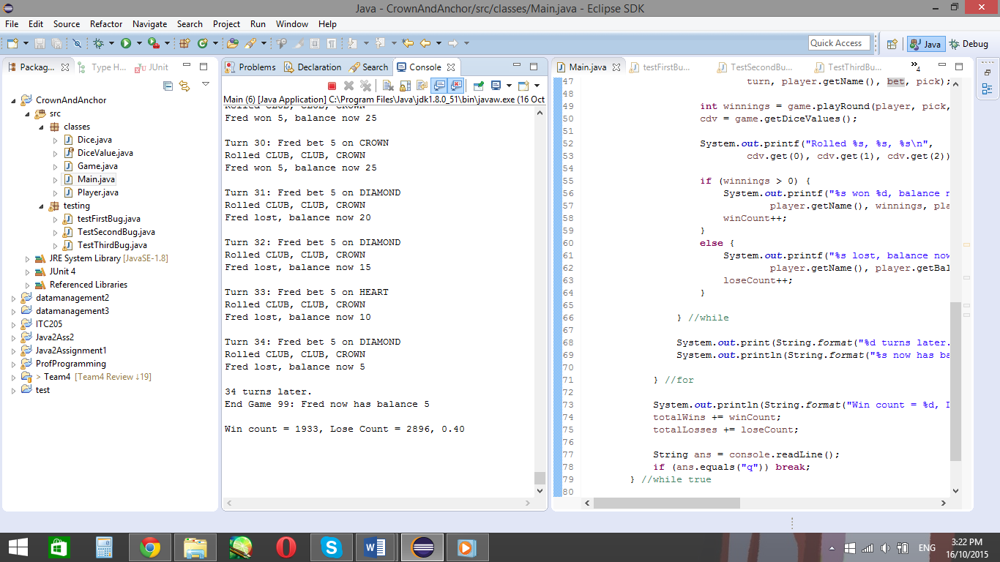 Java - CrownAndAnchor/src/classes/Main.java - Eclipse SDK
File Edit Source Refactor Navigate Search Project Run Window Help
Quick Access Java Debug
Packag... Type H... JUnit
CrownAndAnchor
src
classes
Dice.java
DiceValue.java
Game.java
Main.java
Player.java
testing
testFirstBug.java
TestSecondBug.java
TestThirdBug.java
JRE System Library [JavaSE-1.8]
JUnit 4
Referenced Libraries
datamanagement2
datamanagement3
ITC205
Java2Ass2
Java2Assignment1
ProfProgramming
> Team4 [Team4 Review ↓19]
test
Problems Declaration Search Console
Main (6) [Java Application] C:\Program Files\Java\jdk1.8.0_51\bin\javaw.exe (16 Oct
Rolled CLUB, CLUB, CROWN
Fred won 5, balance now 25
Turn 30: Fred bet 5 on CROWN
Rolled CLUB, CLUB, CROWN
Fred won 5, balance now 25
Turn 31: Fred bet 5 on DIAMOND
Rolled CLUB, CLUB, CROWN
Fred lost, balance now 20
Turn 32: Fred bet 5 on DIAMOND
Rolled CLUB, CLUB, CROWN
Fred lost, balance now 15
Turn 33: Fred bet 5 on HEART
Rolled CLUB, CLUB, CROWN
Fred lost, balance now 10
Turn 34: Fred bet 5 on DIAMOND
Rolled CLUB, CLUB, CROWN
Fred lost, balance now 5
34 turns later.
End Game 99: Fred now has balance 5
Win count = 1933, Lose Count = 2896, 0.40
Main.java testFirstBu... TestSecondBu... TestThirdBu... »4
47 turn, player.getName(), bet, pick);
48
49 int winnings = game.playRound(player, pick,
50 cdv = game.getDiceValues();
51
52 System.out.printf("Rolled %s, %s, %s\n",
53 cdv.get(0), cdv.get(1), cdv.get(2))
54
55 if (winnings > 0) {
56 System.out.printf("%s won %d, balance n
57 player.getName(), winnings, pla
58 winCount++;
59 }
60 else {
61 System.out.printf("%s lost, balance now
62 player.getName(), player.getBal
63 loseCount++;
64 }
65
66 } //while
67
68 System.out.print(String.format("%d turns later.
69 System.out.println(String.format("%s now has ba
70
71 } //for
72
73 System.out.println(String.format("Win count = %d, L
74 totalWins += winCount;
75 totalLosses += loseCount;
76
77 String ans = console.readLine();
78 if (ans.equals("q")) break;
79 } //while true
80
ENG
3:22 PM
16/10/2015